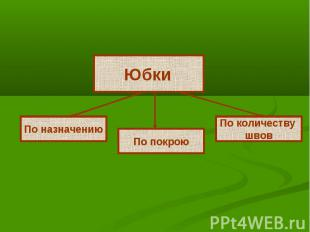 Юбки
По назначению
По покрою
По количеству
швов
PPt4WEB.ru